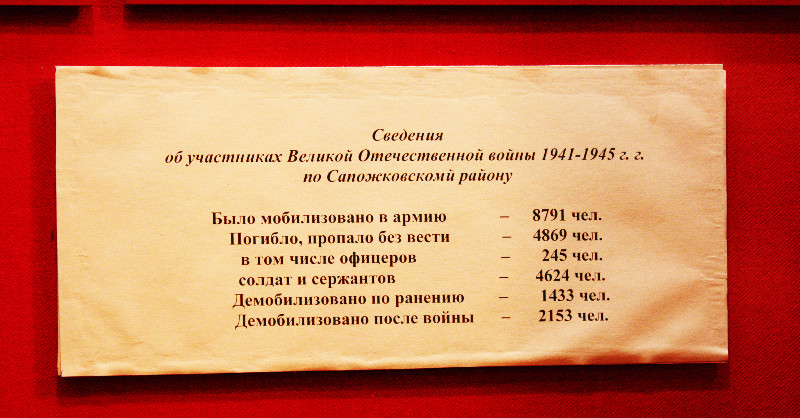 Сведения
об участниках Великой Отечественной войны 1941-1945 г. г.
по Сапожковскомй району
Было мобилизовано в армию – 8791 чел.
Погибло, пропало без вести – 4869 чел.
в том числе офицеров – 245 чел.
солдат и сержантов – 4624 чел.
Демобилизовано по ранению – 1433 чел.
Демобилизовано после войны – 2153 чел.